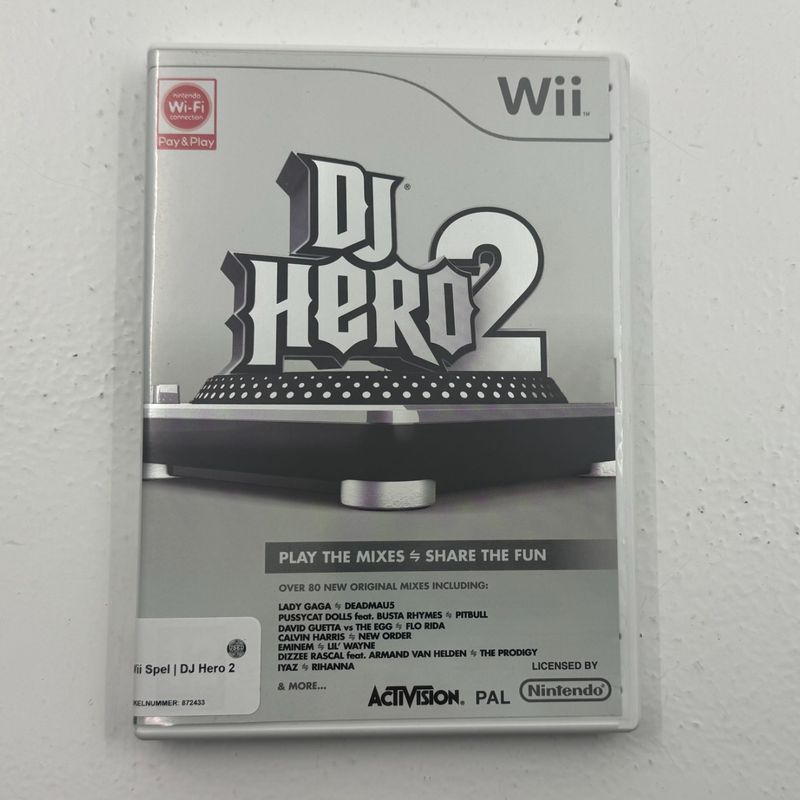 nintendo
Wi-Fi
connection
Pay & Play
Wii™
DJ®
HERO 2
PLAY THE MIXES ≒ SHARE THE FUN
OVER 80 NEW ORIGINAL MIXES INCLUDING:
LADY GAGA ≒ DEADMAU5
PUSSYCAT DOLLS feat. BUSTA RHYMES ≒ PITBULL
DAVID GUETTA vs THE EGG ≒ FLO RIDA
CALVIN HARRIS ≒ NEW ORDER
EMINEM ≒ LIL' WAYNE
DIZZEE RASCAL feat. ARMAND VAN HELDEN ≒ THE PRODIGY
IYAZ ≒ RIHANNA
& MORE...
ACTIVISION®
PAL
LICENSED BY
Nintendo®
Wii Spel | DJ Hero 2
KELNUMMER: 872433